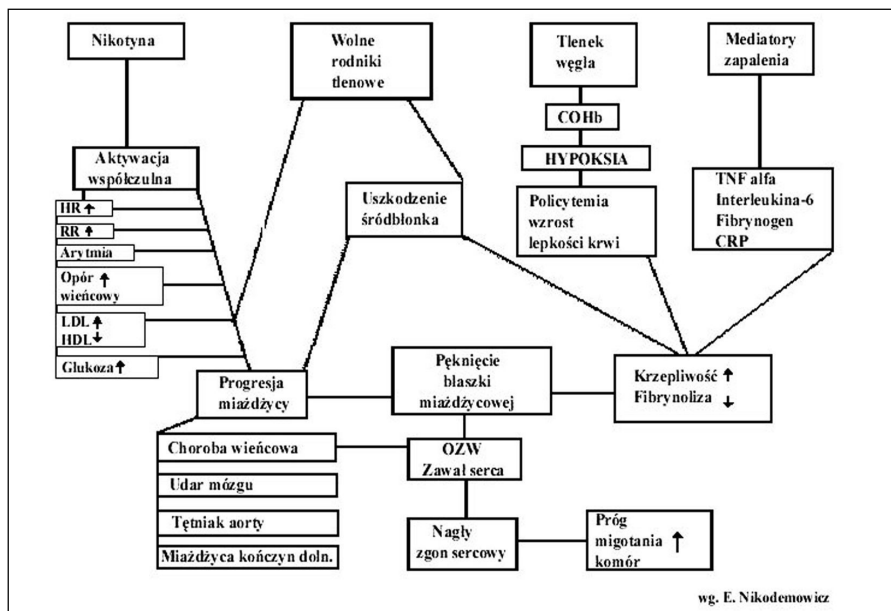 Nikotyna
Wolne
rodniki
tlenowe
Tlenek
węgla
Mediatory
zapalenia
COHb
HYPOKSIA
Aktywacja
współczulna
HR ↑
RR ↑
Arytmia
Opór ↑
wieńcowy
LDL ↑
HDL ↓
Glukoza ↑
Uszkodzenie
śródbłonka
Policytemia
wzrost
lepkości krwi
TNF alfa
Interleukina-6
Fibrynogen
CRP
Progresja
miażdżycy
Pęknięcie
blaszki
miażdżycowej
Krzepliwość ↑
Fibrynoliza ↓
Choroba wieńcowa
Udar mózgu
Tętniak aorty
Miażdżyca kończyn doln.
OZW
Zawał serca
Nagły
zgon sercowy
Próg
migotania ↑
komór
wg. E. Nikodemowicz